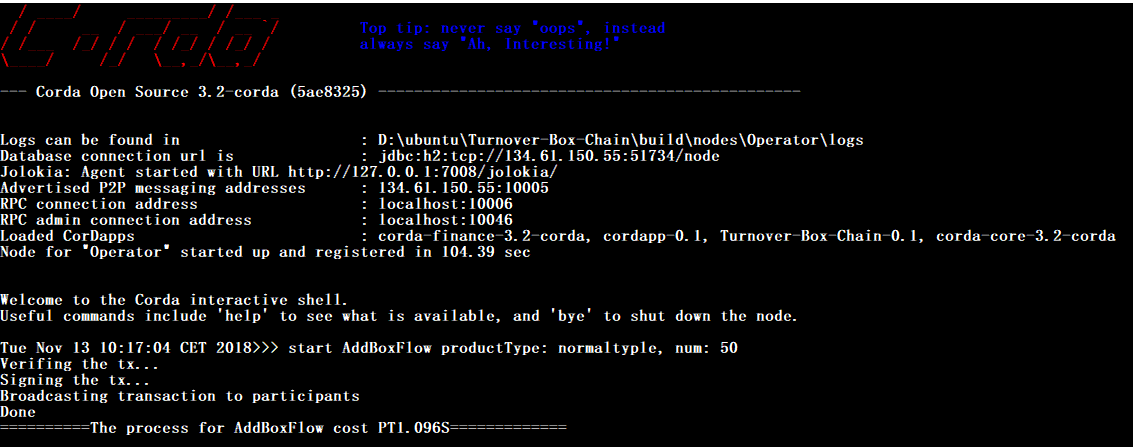 Top tip: never say "oops", instead
always say "Ah, Interesting!"
--- Corda Open Source 3.2-corda (5ae8325) -----------------------------------------------
Logs can be found in : D:\ubuntu\Turnover-Box-Chain\build\nodes\Operator\logs
Database connection url is : jdbc:h2:tcp://134.61.150.55:51734/node
Jolokia: Agent started with URL http://127.0.0.1:7008/jolokia/
Advertised P2P messaging addresses : 134.61.150.55:10005
RPC connection address : localhost:10006
RPC admin connection address : localhost:10046
Loaded CorDapps : corda-finance-3.2-corda, cordapp-0.1, Turnover-Box-Chain-0.1, corda-core-3.2-corda
Node for "Operator" started up and registered in 104.39 sec
Welcome to the Corda interactive shell.
Useful commands include 'help' to see what is available, and 'bye' to shut down the node.
Tue Nov 13 10:17:04 CET 2018>>> start AddBoxFlow productType: normaltyple, num: 50
Verifing the tx...
Signing the tx...
Broadcasting transaction to participants
Done
==========The process for AddBoxFlow cost PT1.096S=============